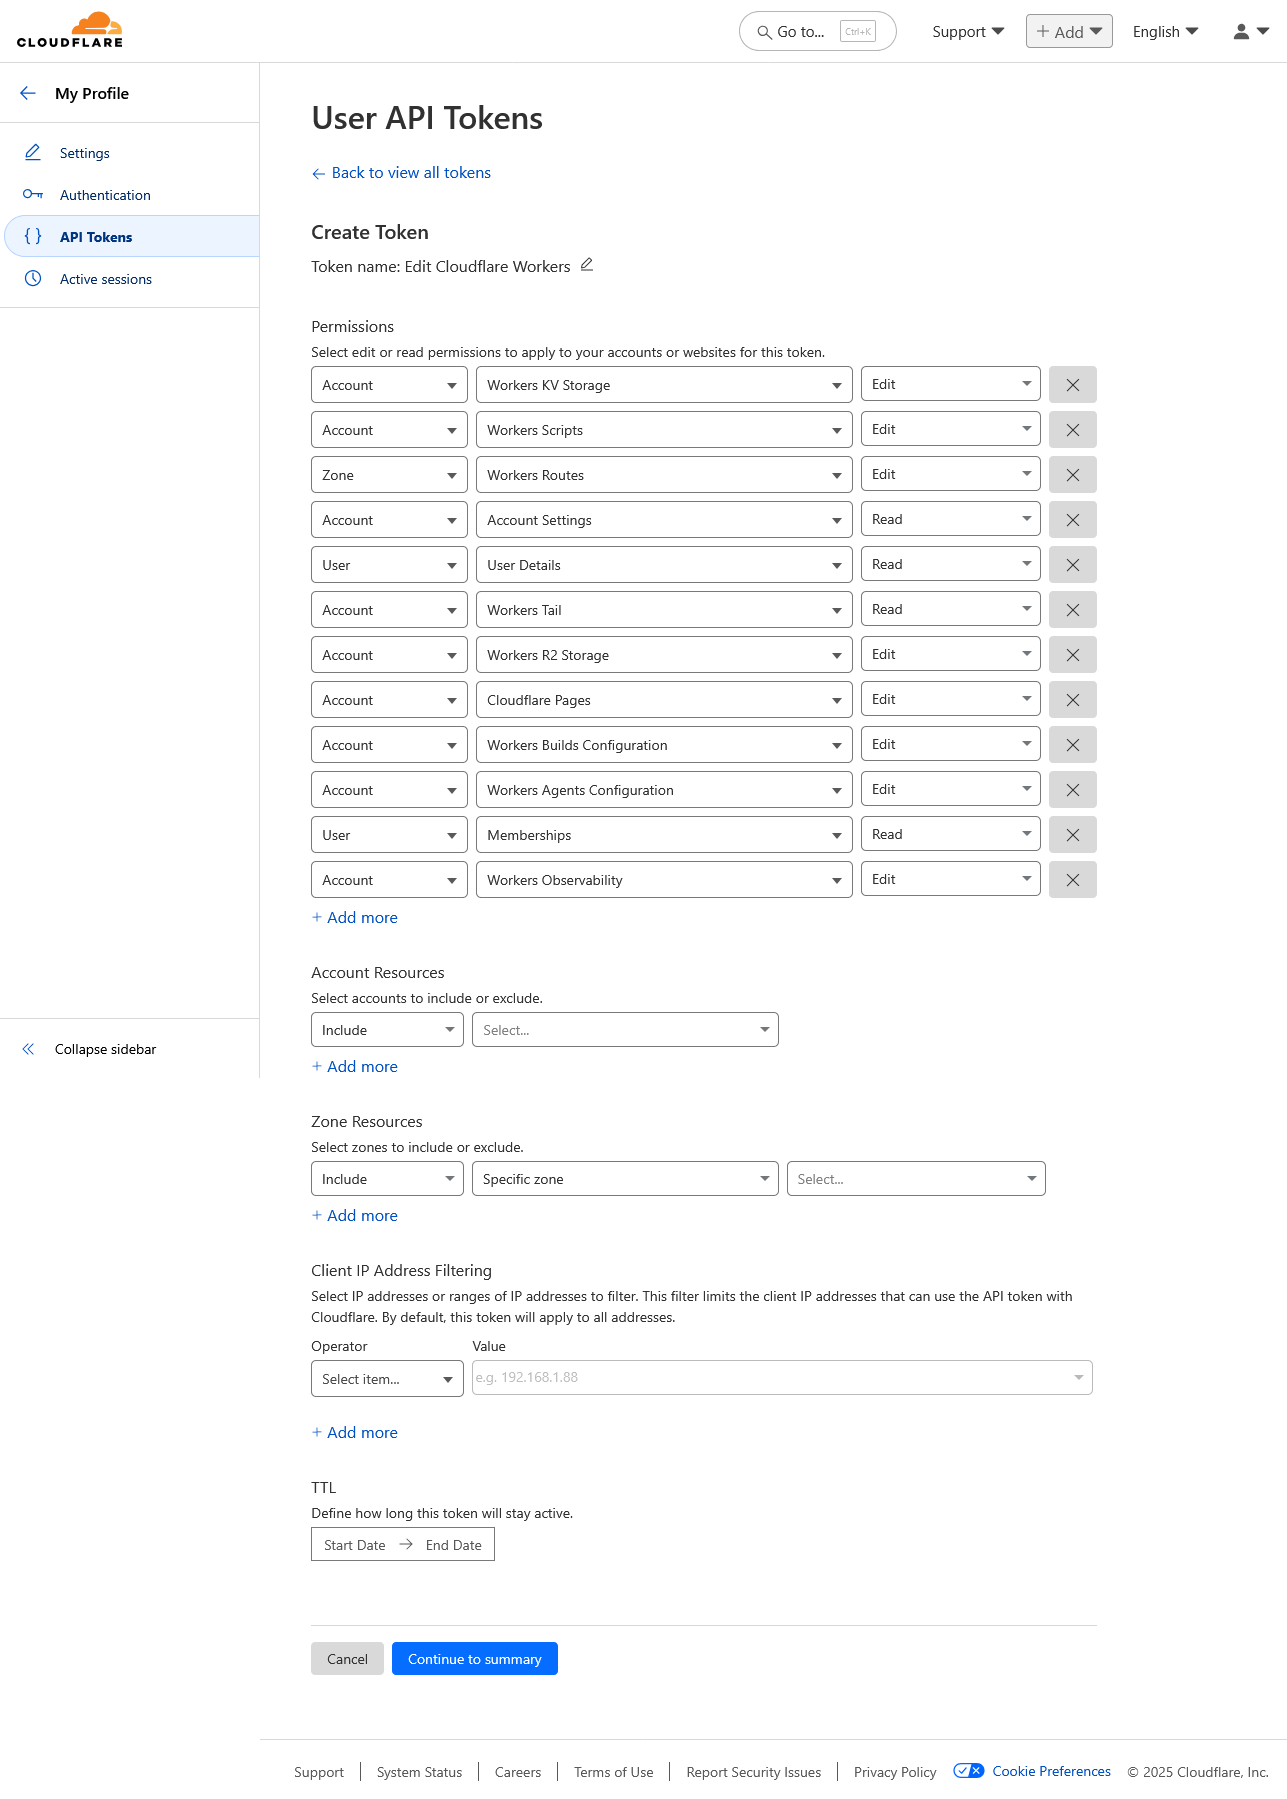 CLOUDFLARE
Go to... Ctrl+K
Support
+ Add
English
My Profile
Settings
Authentication
API Tokens
Active sessions
Collapse sidebar
User API Tokens
← Back to view all tokens
Create Token
Token name: Edit Cloudflare Workers
Permissions
Select edit or read permissions to apply to your accounts or websites for this token.
Account Workers KV Storage Edit
Account Workers Scripts Edit
Zone Workers Routes Edit
Account Account Settings Read
User User Details Read
Account Workers Tail Read
Account Workers R2 Storage Edit
Account Cloudflare Pages Edit
Account Workers Builds Configuration Edit
Account Workers Agents Configuration Edit
User Memberships Read
Account Workers Observability Edit
+ Add more
Account Resources
Select accounts to include or exclude.
Include Select...
+ Add more
Zone Resources
Select zones to include or exclude.
Include Specific zone Select...
+ Add more
Client IP Address Filtering
Select IP addresses or ranges of IP addresses to filter. This filter limits the client IP addresses that can use the API token with
Cloudflare. By default, this token will apply to all addresses.
Operator Value
Select item... e.g. 192.168.1.88
+ Add more
TTL
Define how long this token will stay active.
Start Date → End Date
Cancel Continue to summary
Support System Status Careers Terms of Use Report Security Issues Privacy Policy Cookie Preferences © 2025 Cloudflare, Inc.